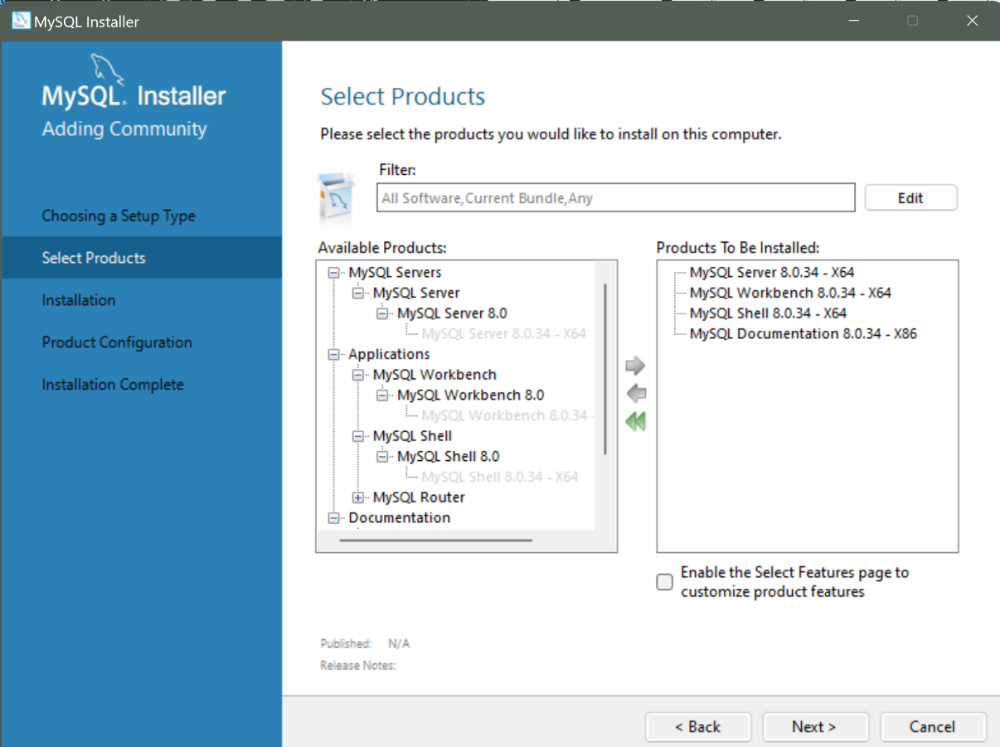 MySQL Installer
MySQL. Installer
Adding Community
Choosing a Setup Type
Select Products
Installation
Product Configuration
Installation Complete
Select Products
Please select the products you would like to install on this computer.
Filter:
All Software,Current Bundle,Any
Edit
Available Products:
MySQL Servers
MySQL Server
MySQL Server 8.0
MySQL Server 8.0.34 - X64
Applications
MySQL Workbench
MySQL Workbench 8.0
MySQL Workbench 8.0.34 -
MySQL Shell
MySQL Shell 8.0
MySQL Shell 8.0.34 - X64
MySQL Router
Documentation
Products To Be Installed:
MySQL Server 8.0.34 - X64
MySQL Workbench 8.0.34 - X64
MySQL Shell 8.0.34 - X64
MySQL Documentation 8.0.34 - X86
Enable the Select Features page to
customize product features
Published: N/A
Release Notes:
< Back
Next >
Cancel